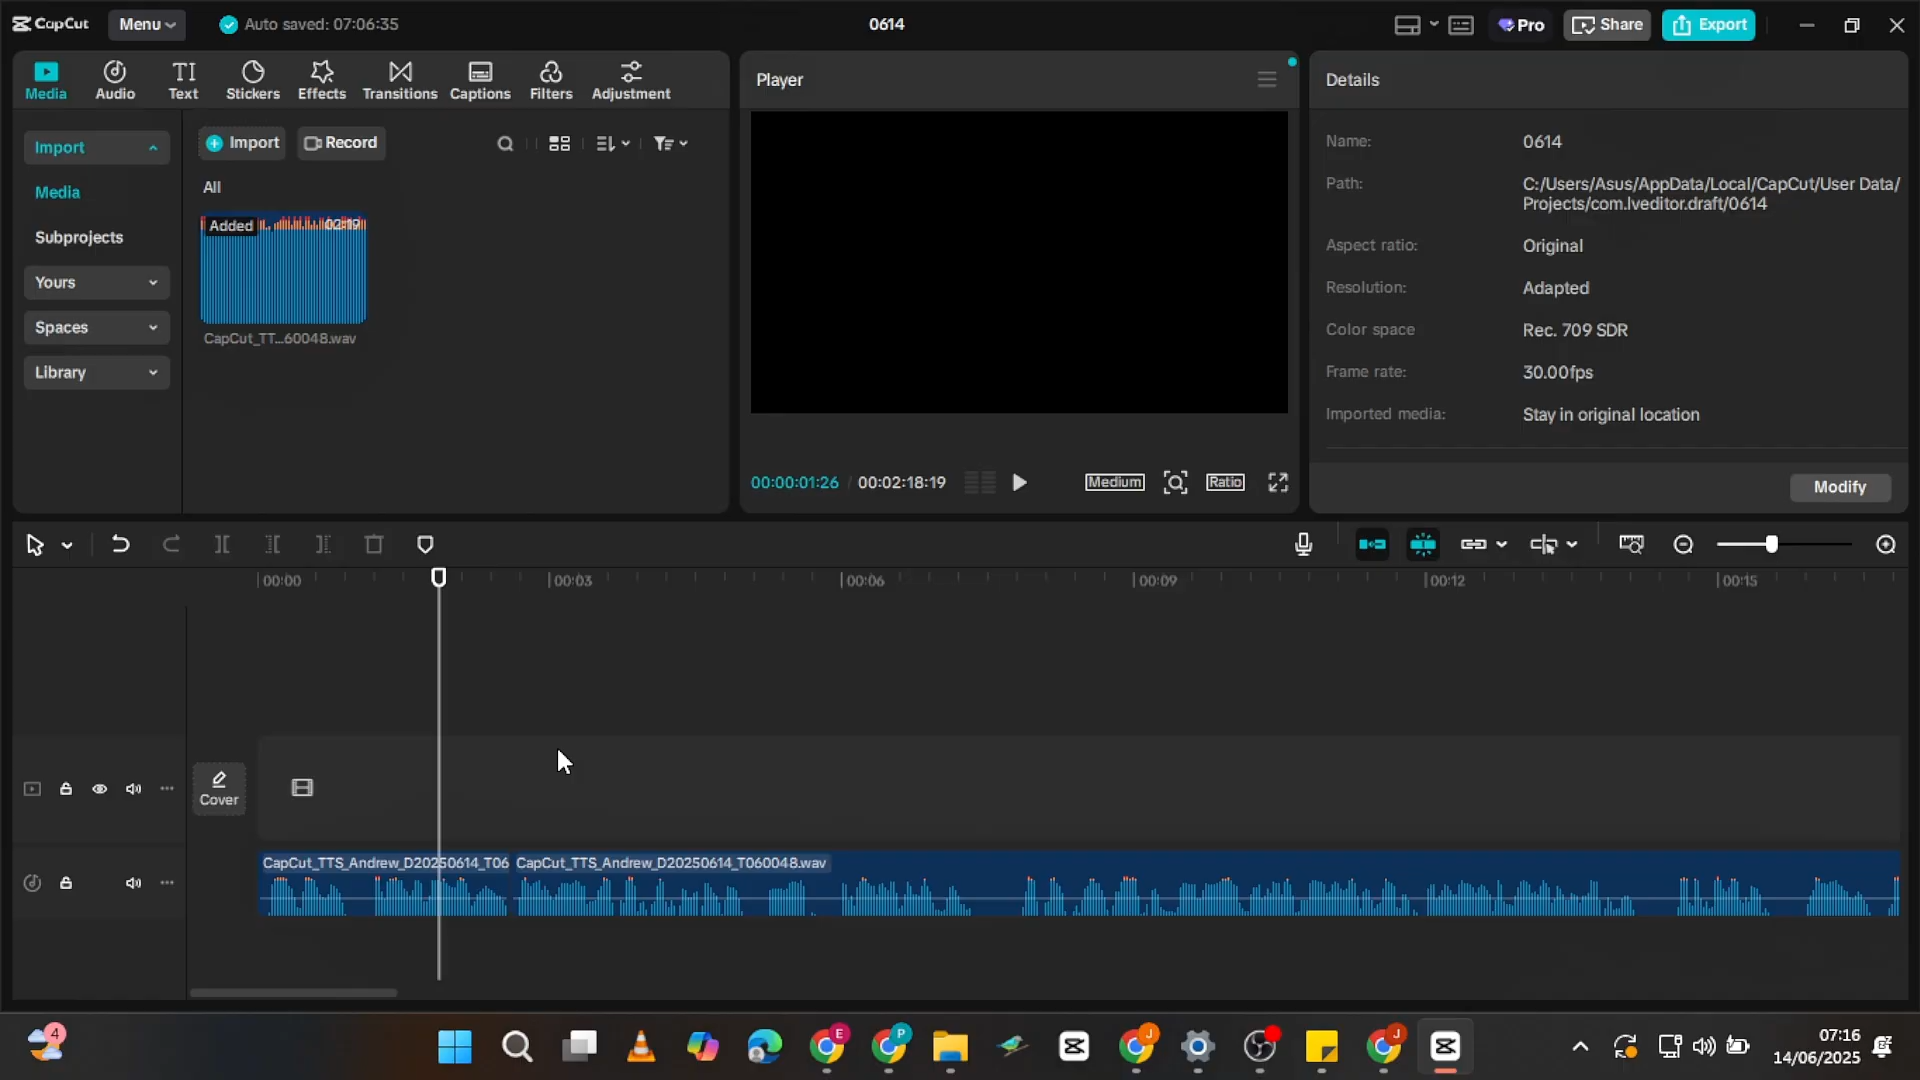 CapCut Menu Auto saved: 07:06:35 0614 Pro Share Export
Media Audio Text Stickers Effects Transitions Captions Filters Adjustment
Import
Media
Subprojects
Yours
Spaces
Library
Import Record
All
Added 02:19
CapCut_TT...60048.wav
Player
00:00:01:26 / 00:02:18:19 Medium Ratio
Details
Name: 0614
Path: C:/Users/Asus/AppData/Local/CapCut/User Data/
Projects/com.lveditor.draft/0614
Aspect ratio: Original
Resolution: Adapted
Color space Rec. 709 SDR
Frame rate: 30.00fps
Imported media: Stay in original location
Modify
00:00 00:03 00:06 00:09 00:12 00:15
Cover
CapCut_TTS_Andrew_D20250614_T06 CapCut_TTS_Andrew_D20250614_T060048.wav
4 E P J J 07:16
14/06/2025